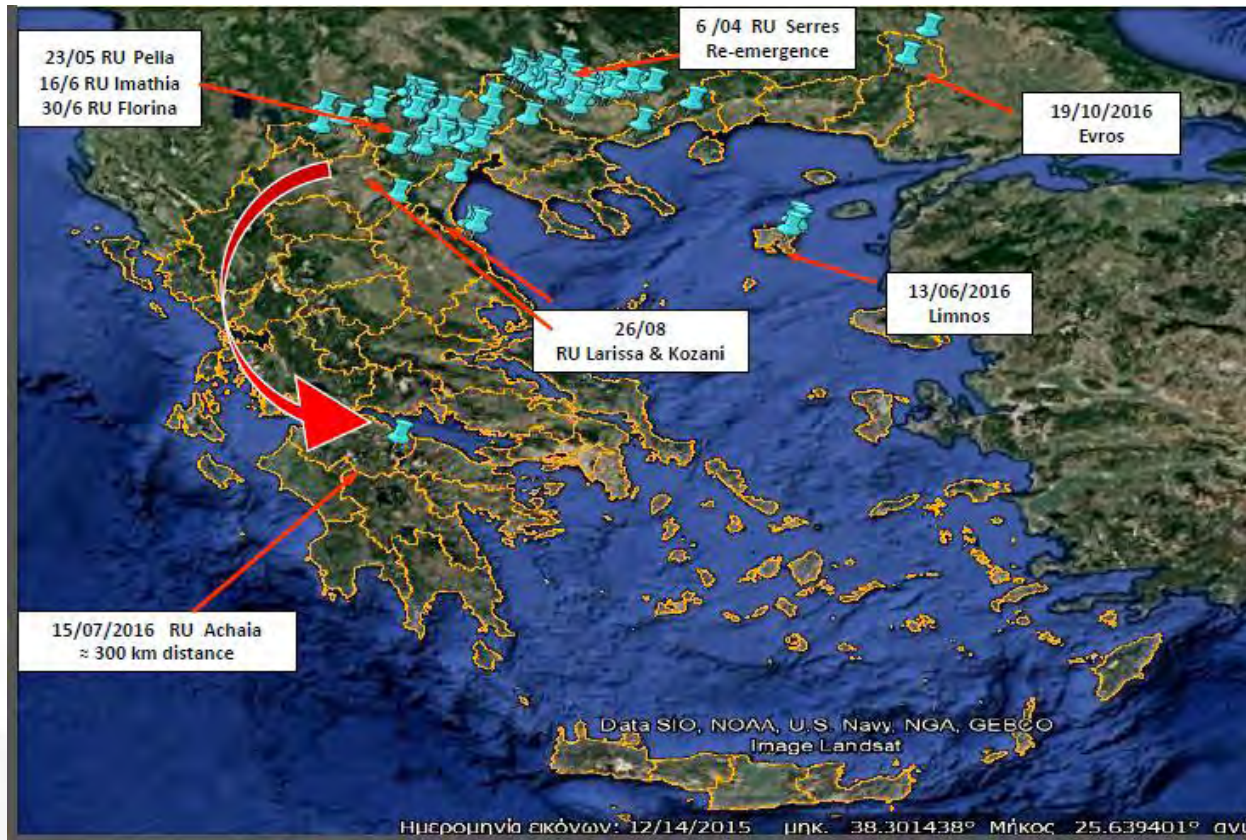 23/05 RU Pella
16/6 RU Imathia
30/6 RU Florina
6 /04 RU Serres
Re-emergence
19/10/2016
Evros
13/06/2016
Limnos
26/08
RU Larissa & Kozani
15/07/2016 RU Achaia
≈ 300 km distance
Data SIO, NOAA, U.S. Navy, NGA, GEBCO
Image Landsat
Ημερομηνία εικόνων: 12/14/2015 μηκ. 38.301438° Μήκος 25.639401° ανυ